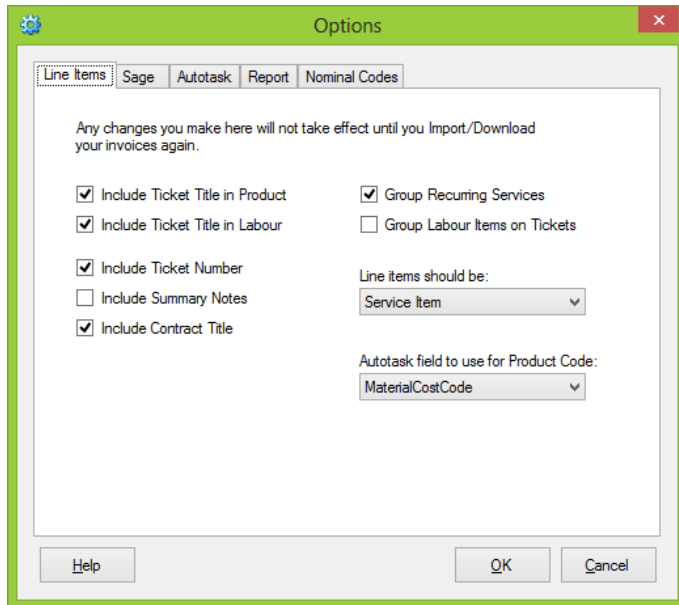 Options
Line Items
Sage
Autotask
Report
Nominal Codes
Any changes you make here will not take effect until you Import/Download
your invoices again.
Include Ticket Title in Product
Include Ticket Title in Labour
Include Ticket Number
Include Summary Notes
Include Contract Title
Group Recurring Services
Group Labour Items on Tickets
Line items should be:
Service Item
Autotask field to use for Product Code:
MaterialCostCode
Help
OK
Cancel